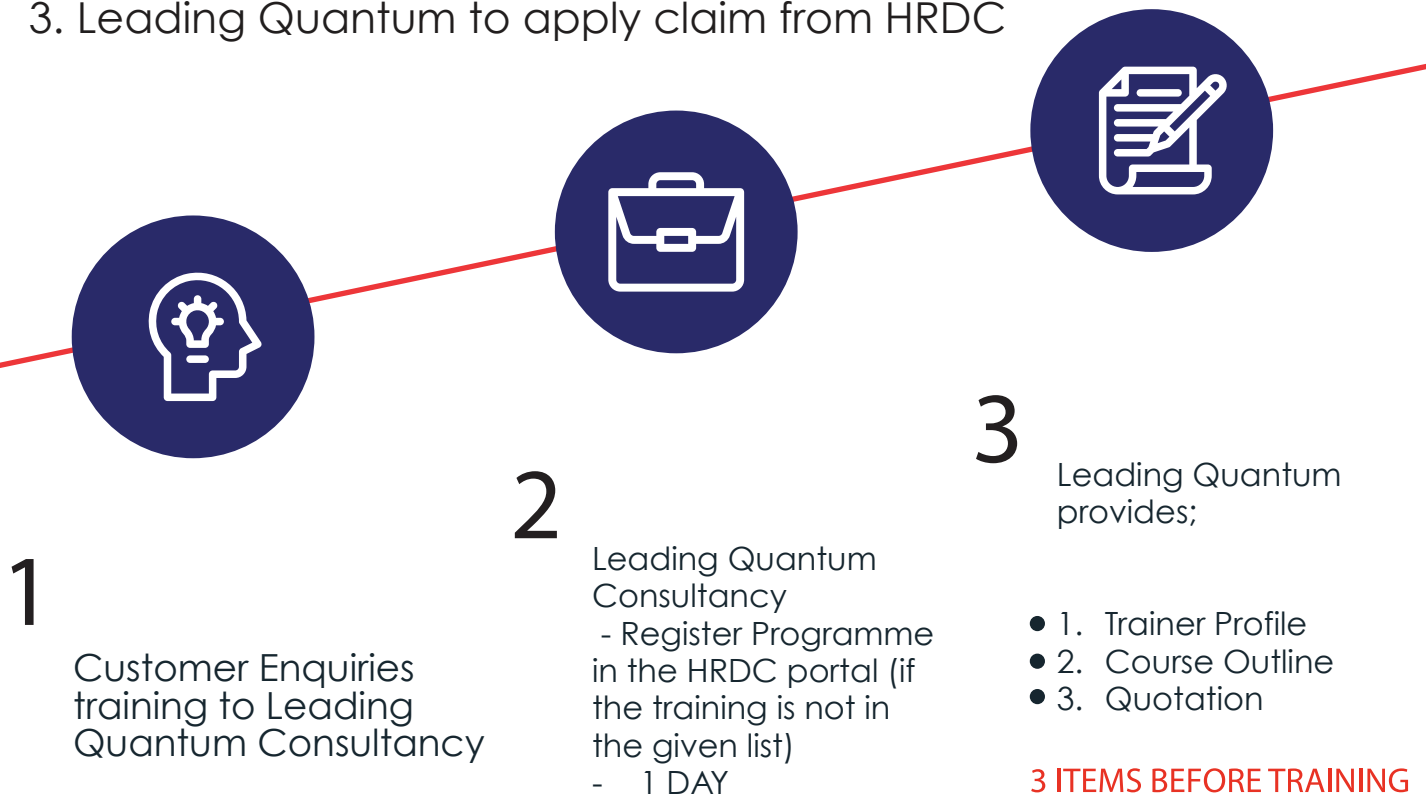 3. Leading Quantum to apply claim from HRDC
1
Customer Enquiries
training to Leading
Quantum Consultancy
2
Leading Quantum
Consultancy
- Register Programme
in the HRDC portal (if
the training is not in
the given list)
- 1 DAY
3
Leading Quantum
provides;
• 1. Trainer Profile
• 2. Course Outline
• 3. Quotation
3 ITEMS BEFORE TRAINING